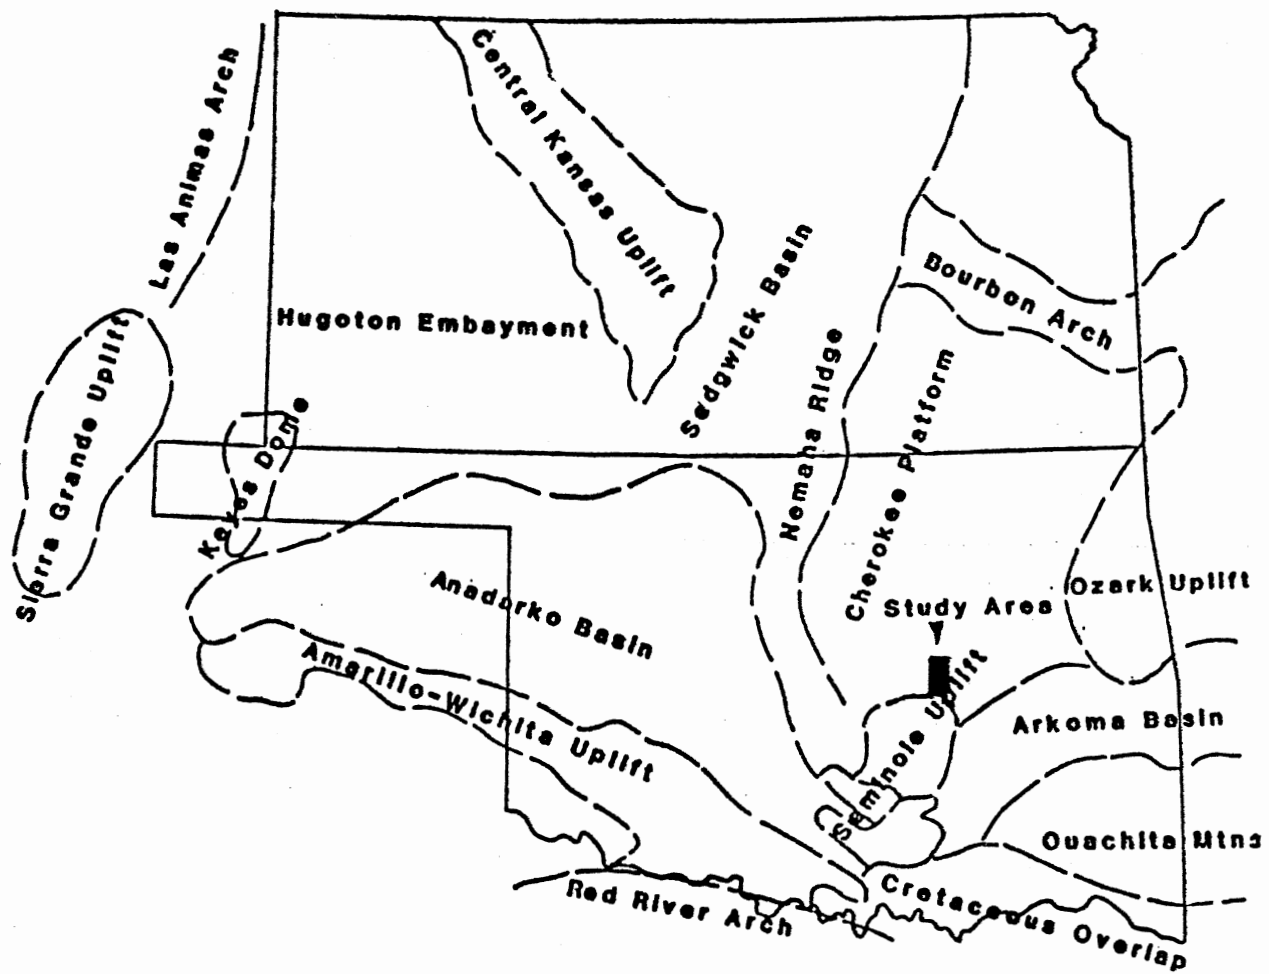 Las Animas Arch
Central Kansas Uplift
Sedgwick Basin
Bourbon Arch
Hugoton Embayment
Sierra Grande Uplift
Nemaha Ridge
Cherokee Platform
Keyes Dome
Anadarko Basin
Study Area
Ozark Uplift
Amarillo-Wichita Uplift
Seminole Uplift
Arkoma Basin
Ouachita Mtns
Red River Arch
Cretaceous Overlap